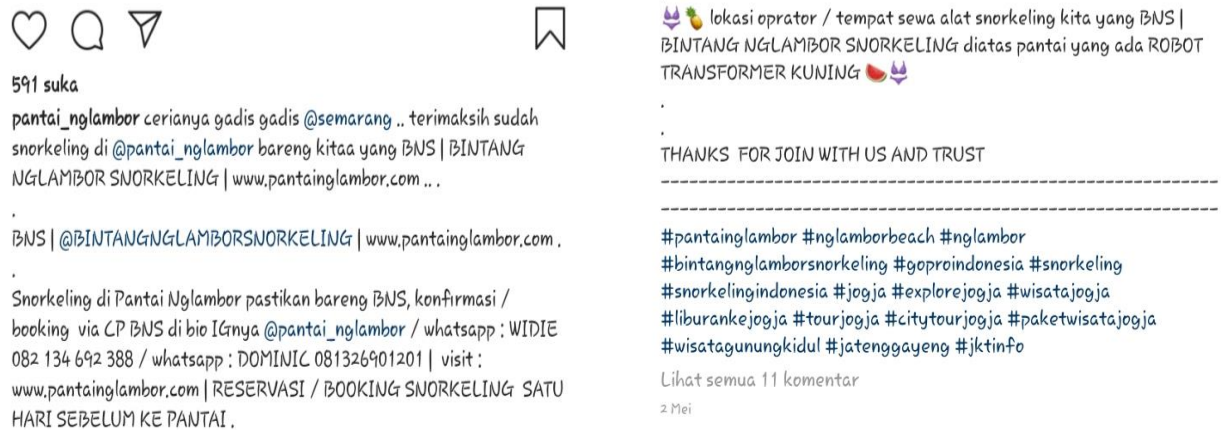 591 suka
pantai_nglambor cerianya gadis gadis @semarang .. terimaksih sudah
snorkeling di @pantai_nglambor bareng kitaa yang BNS | BINTANG
NGLAMBOR SNORKELING | www.pantainglambor.com .. .
.
BNS | @BINTANGNGLAMBORSNORKELING | www.pantainglambor.com .
.
Snorkeling di Pantai Nglambor pastikan bareng BNS, konfirmasi /
booking via CP BNS di bio IGnya @pantai_nglambor / whatsapp : WIDIE
082 134 692 388 / whatsapp : DOMINIC 081326901201 | visit :
www.pantainglambor.com | RESERVASI / BOOKING SNORKELING SATU
HARI SEBELUM KE PANTAI .
👙🍍 lokasi oprator / tempat sewa alat snorkeling kita yang BNS |
BINTANG NGLAMBOR SNORKELING diatas pantai yang ada ROBOT
TRANSFORMER KUNING 🍉👙
.
.
THANKS FOR JOIN WITH US AND TRUST
------------------------------------------------------------
------------------------------------------------------------
#pantainglambor #nglamborbeach #nglambor
#bintangnglamborsnorkeling #goproindonesia #snorkeling
#snorkelingindonesia #jogja #explorejogja #wisatajogja
#liburankejogja #tourjogja #citytourjogja #paketwisatajogja
#wisatagunungkidul #jatenggayeng #jktinfo
Lihat semua 11 komentar
2 Mei